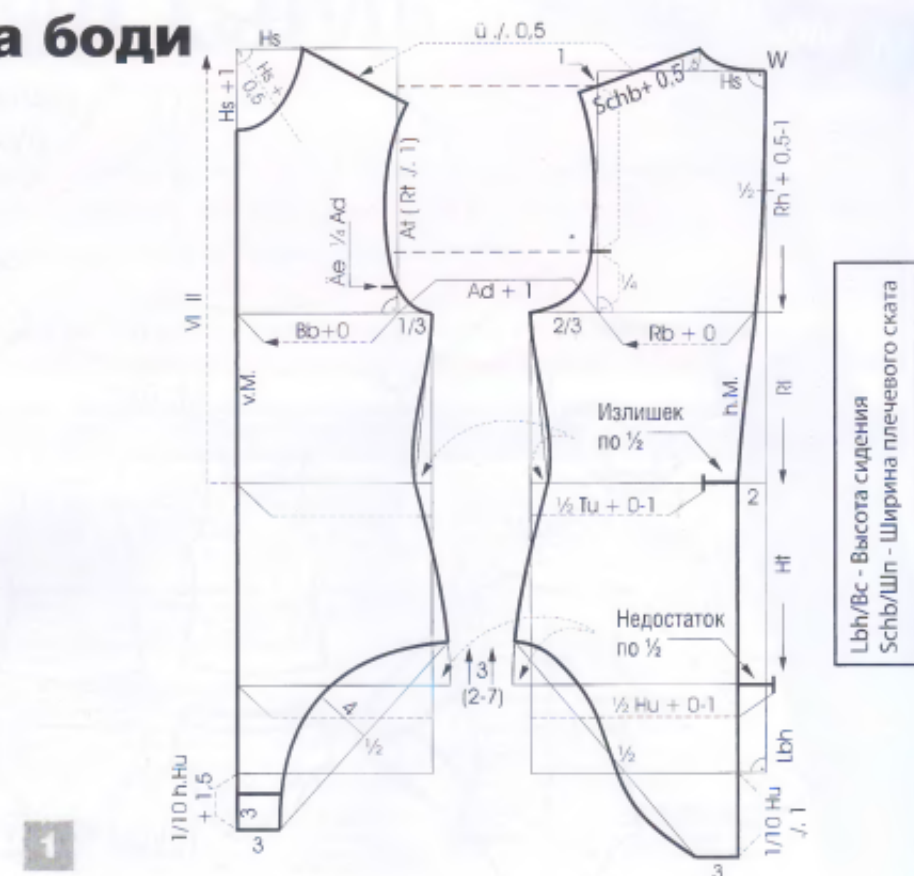 а боди
Hs
ü ./. 0,5
1
Schb+ 0,5
W
Hs
Hs + 1
Hs + 0,5
Rh + 0,5-1
½
At ( Rt ./. 1)
Äe ¼ Ad
¼
Ad + 1
Vl II
Bb+0
1/3
2/3
Rb + 0
v.M.
h.M.
Rl
Излишек
по ½
½ Tu + 0-1
2
Ht
Недостаток
по ½
3
(2-7)
½ Hu + 0-1
4
½
½
Lbh
1/10 h.Hu
+ 1,5
3
3
1/10 Hu
./. 1
3
1
Lbh/Вс - Высота сидения
Schb/Шп - Ширина плечевого ската